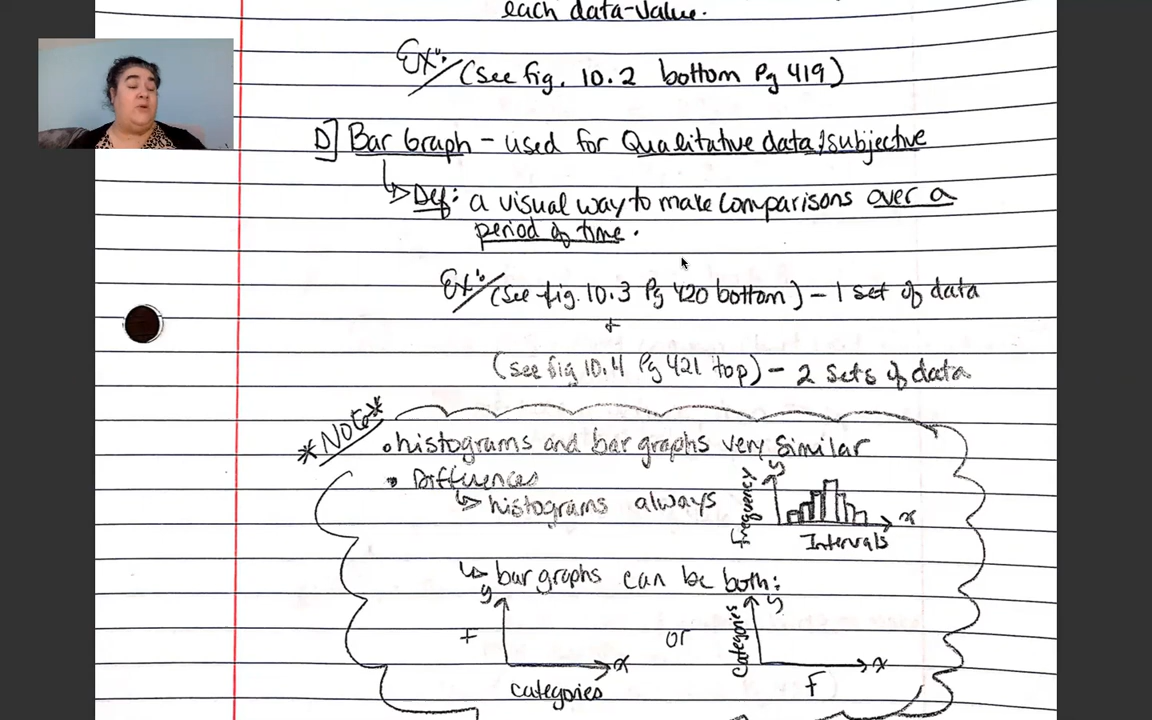 each data-value.
Ex:/(see fig. 10.2 bottom Pg 419)
D] Bar Graph - used for Qualitative data/subjective
Def: a visual way to make comparisons over a
period of time.
Ex:/(see fig. 10.3 Pg 420 bottom) - 1 set of data
+
(see fig 10.4 Pg 421 top) - 2 sets of data
*Note*
• histograms and bar graphs very similar
• Differences
↳ histograms always
y
frequency
x
Intervals
↳ bar graphs can be both:
y
f
x
categories
or
y
categories
x
f